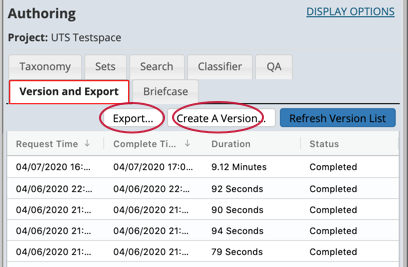 Authoring
DISPLAY OPTIONS
Project: UTS Testspace
Taxonomy Sets Search Classifier QA
Version and Export Briefcase
Export... Create A Version... Refresh Version List
Request Time ↓ Complete Ti... ↓ Duration Status
04/07/2020 16:... 04/07/2020 17:0... 9.12 Minutes Completed
04/06/2020 22:... 04/06/2020 22:... 92 Seconds Completed
04/06/2020 21:... 04/06/2020 21:... 90 Seconds Completed
04/06/2020 21:... 04/06/2020 21:... 94 Seconds Completed
04/06/2020 21:... 04/06/2020 21:... 79 Seconds Completed